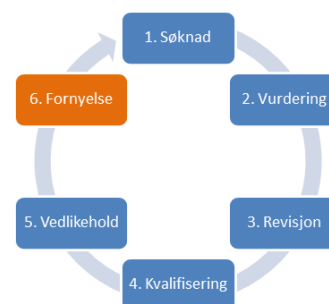 1. Søknad
2. Vurdering
3. Revisjon
4. Kvalifisering
5. Vedlikehold
6. Fornyelse